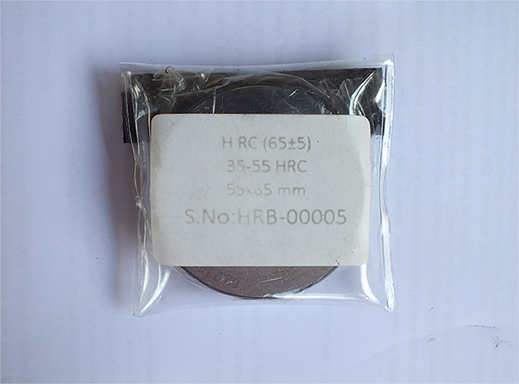 H RC (65±5)
35-55 HRC
55x65 mm
S.No:HRB-00005